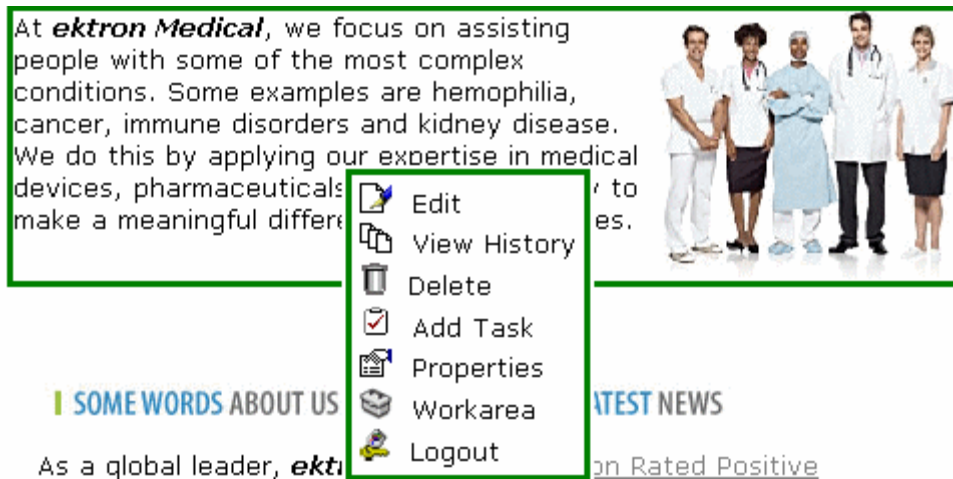 At ektron Medical, we focus on assisting
people with some of the most complex
conditions. Some examples are hemophilia,
cancer, immune disorders and kidney disease.
We do this by applying our expertise in medical
devices, pharmaceuticals to
make a meaningful
Edit
View History
Delete
Add Task
Properties
Workarea
Logout
SOME WORDS ABOUT US NEWS
As a global leader, Rated Positive